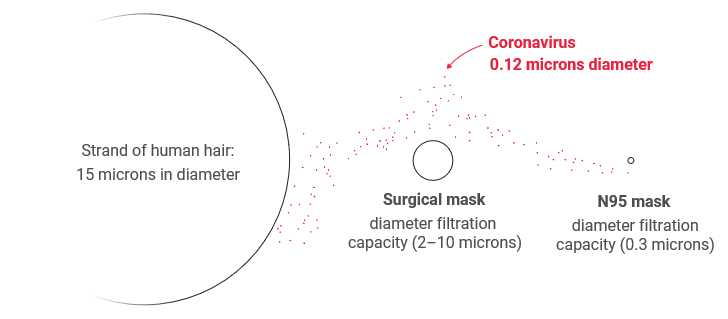 Coronavirus
0.12 microns diameter
Strand of human hair:
15 microns in diameter
Surgical mask
diameter filtration
capacity (2–10 microns)
N95 mask
diameter filtration
capacity (0.3 microns)